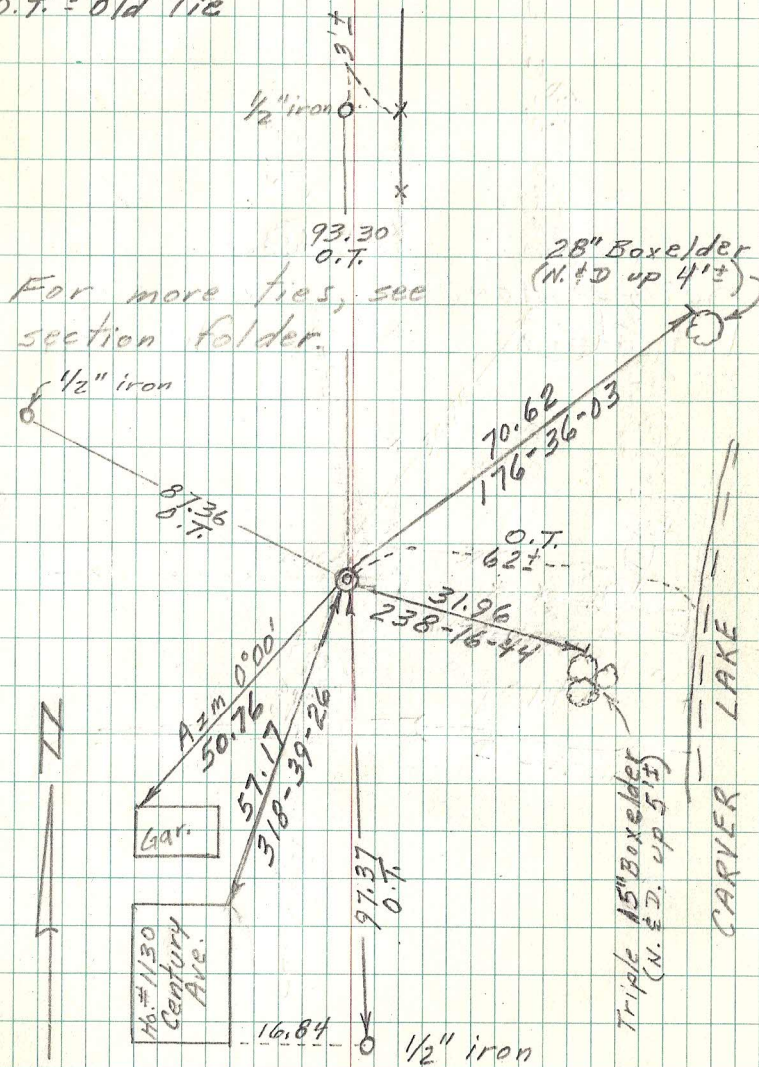 O.T. = Old Tie
3'±
1/2" iron
93.30
O.T.
28" Boxelder
(N. & D up 4'±)
For more ties, see
section folder.
1/2" iron
70.62
176-36-03
87.36
O.T.
O.T.
62±
31.96
238-16-44
Azm 0°00'
50.76
57.17
318-39-26
N
Gar.
97.37
O.T.
Triple 15" Boxelder
(N. & D. up 5'±)
CARVER LAKE
Ho. #1130
Century
Ave.
16.84
1/2" iron